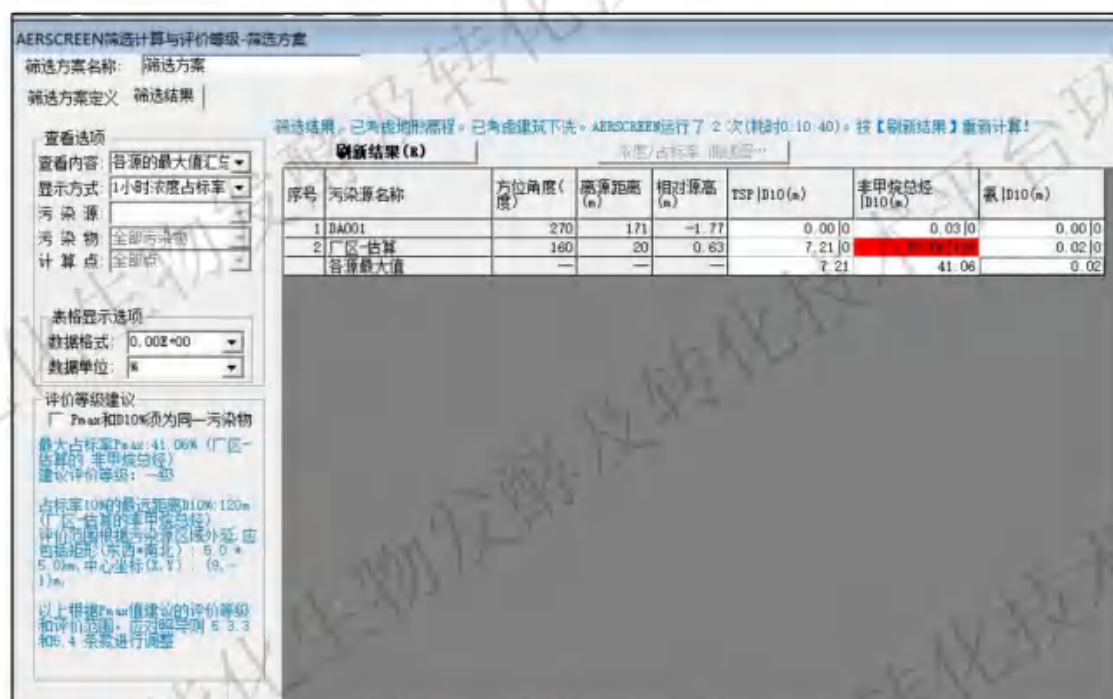 AERSCREEN筛选计算与评价等级-筛选方案
筛选方案名称: 筛选方案
筛选方案定义 筛选结果
筛选结果。已考虑地形高程。已考虑建筑下洗。AERSCREEN运行了 2 次(耗时0:10:40)。按【刷新结果】重新计算!
查看选项
查看内容: 各源的最大值汇总
显示方式: 1小时浓度占标率
污染源:
污染物: 全部污染物
计算点: 全部点
表格显示选项
数据格式: 0.00E+00
数据单位: %
评价等级建议
Pmax和D10%须为同一污染物
最大占标率Pmax:41.06% (厂区-
估算的 非甲烷总烃)
建议评价等级: 一级
占标率10%的最远距离D10%:120m
(厂区-估算的非甲烷总烃)
评价范围根据污染源区域外延,应
包括矩形(东西*南北): 5.0 *
5.0km,中心坐标(X,Y): (9,-
1)m.
以上根据Pmax值建议的评价等级
和评价范围,应对照导则 5.3.3
和5.4 条款进行调整
刷新结果(R)
浓度/占标率
序号 污染源名称 方位角度(度) 离源距离(m) 相对源高(m) TSP|D10(m) 非甲烷总烃|D10(m) 氨|D10(m)
1 DA001 270 171 -1.77 0.00|0 0.03|0 0.00|0
2 厂区-估算 160 20 0.63 7.21|0 0.02|0
各源最大值 — — — 7.21 41.06 0.02